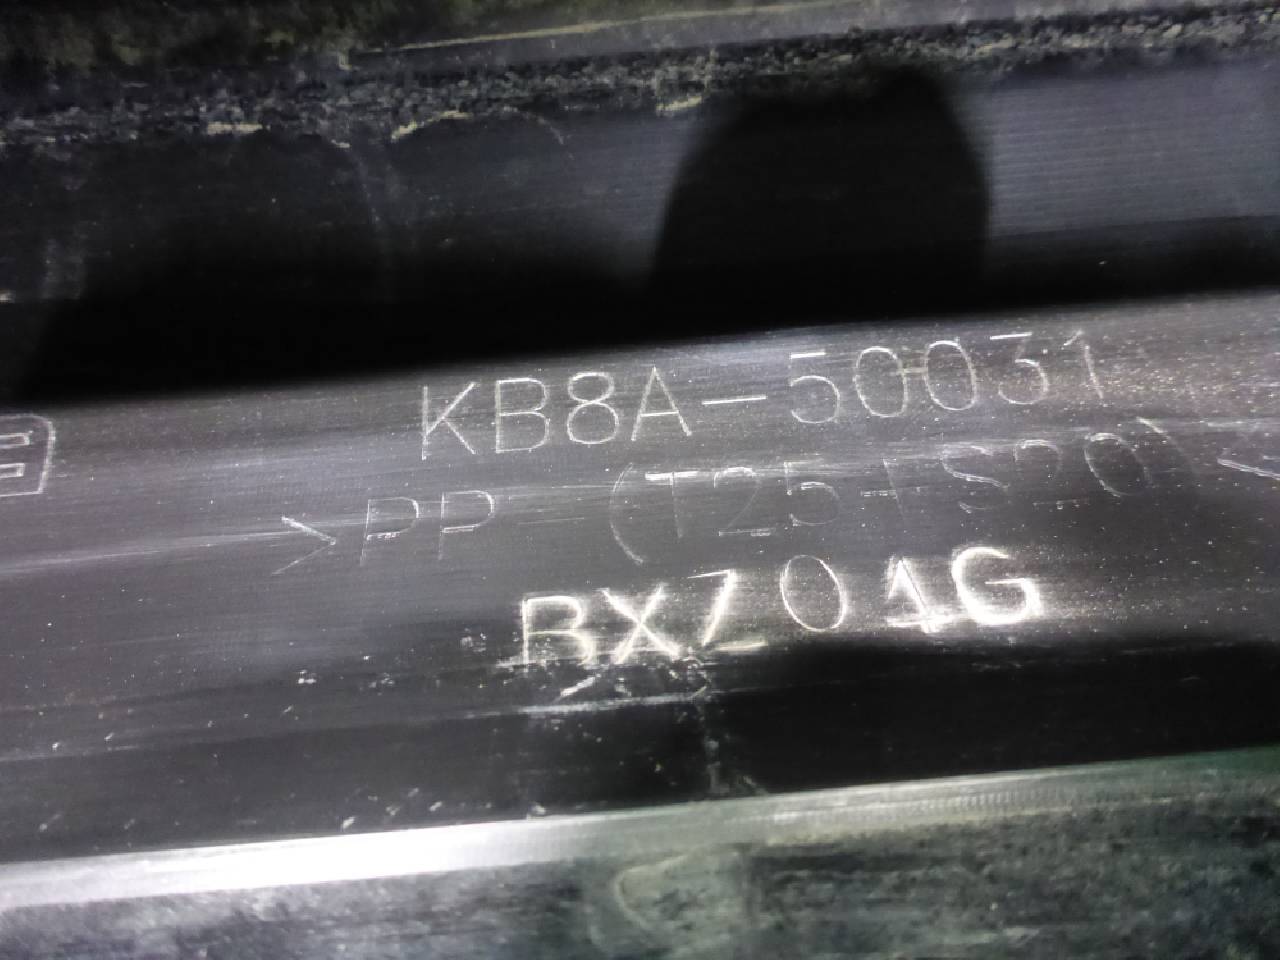 KB8A-50031
>PP (T25+S20)<
BXZ04G